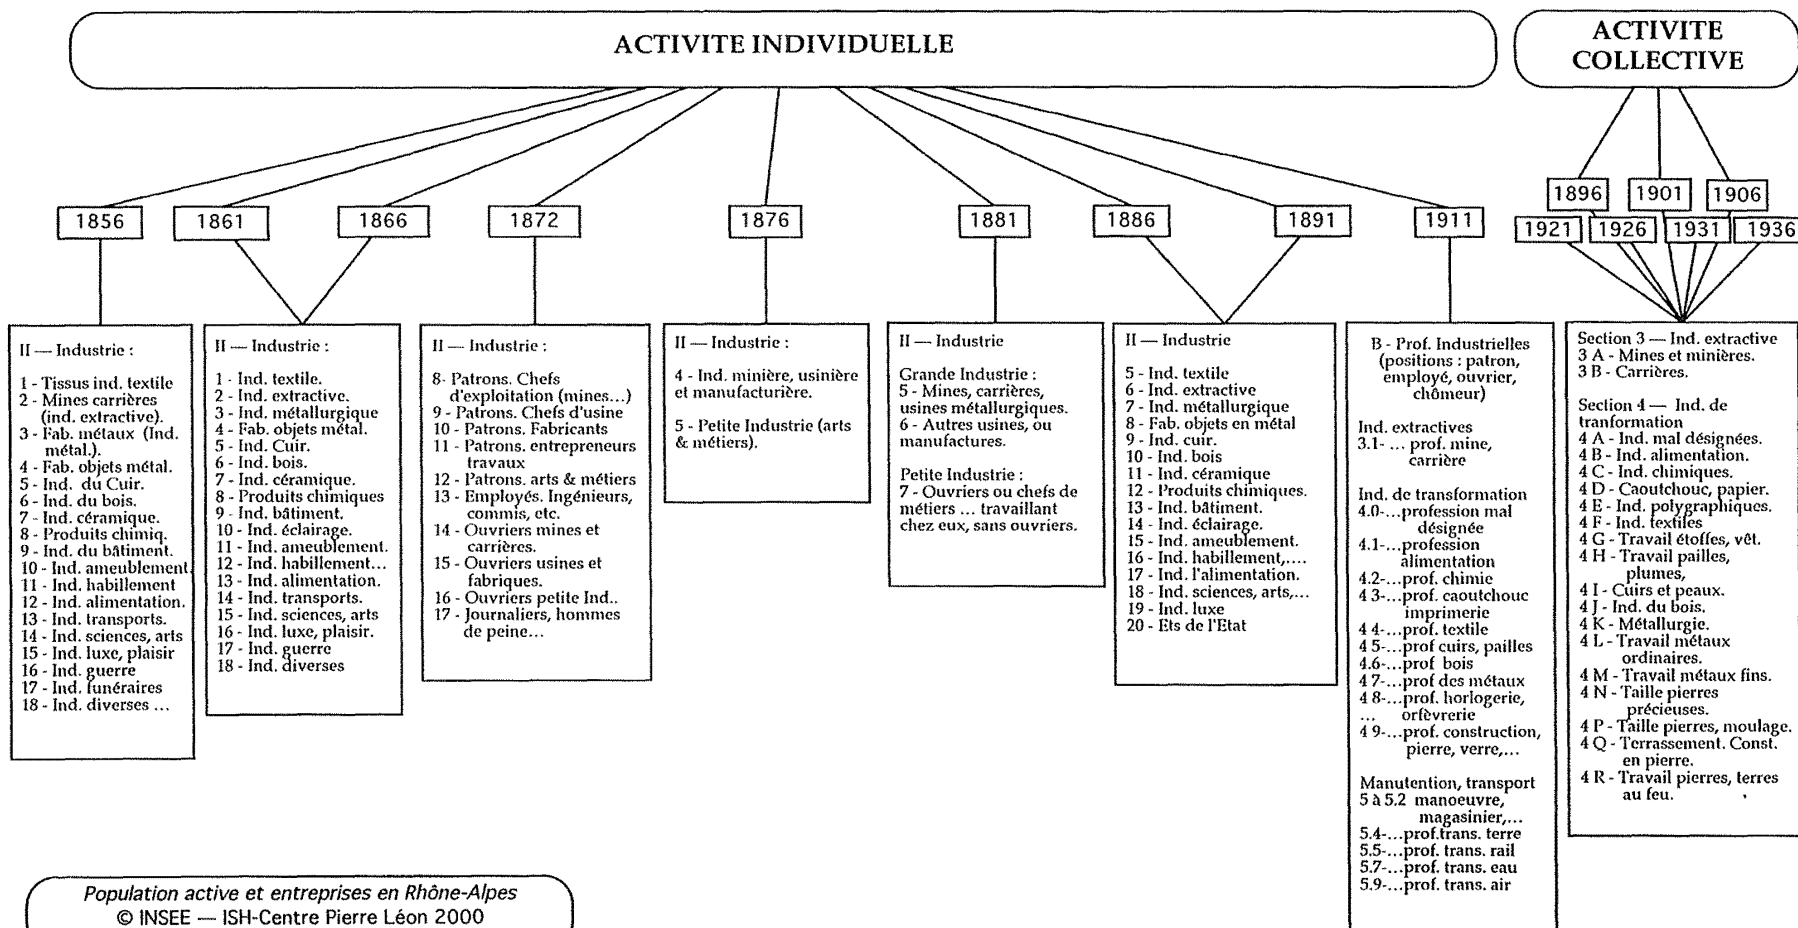 ACTIVITE INDIVIDUELLE
ACTIVITE
COLLECTIVE
1856
1861
1866
1872
1876
1881
1886
1891
1911
1896
1901
1906
1921
1926
1931
1936
II — Industrie :
1 - Tissus ind. textile
2 - Mines carrières
(ind. extractive).
3 - Fab. métaux (Ind.
métal.).
4 - Fab. objets métal.
5 - Ind. du Cuir.
6 - Ind. du bois.
7 - Ind. céramique.
8 - Produits chimiq.
9 - Ind. du bâtiment.
10 - Ind. ameublement
11 - Ind. habillement
12 - Ind. alimentation.
13 - Ind. transports.
14 - Ind. sciences, arts
15 - Ind. luxe, plaisir
16 - Ind. guerre
17 - Ind. funéraires
18 - Ind. diverses ...
II — Industrie :
1 - Ind. textile.
2 - Ind. extractive.
3 - Ind. métallurgique
4 - Fab. objets métal.
5 - Ind. Cuir.
6 - Ind. bois.
7 - Ind. céramique.
8 - Produits chimiques
9 - Ind. bâtiment.
10 - Ind. éclairage.
11 - Ind. ameublement.
12 - Ind. habillement...
13 - Ind. alimentation.
14 - Ind. transports.
15 - Ind. sciences, arts
16 - Ind. luxe, plaisir.
17 - Ind. guerre
18 - Ind. diverses
II — Industrie :
8- Patrons. Chefs
d'exploitation (mines...)
9 - Patrons. Chefs d'usine
10 - Patrons. Fabricants
11 - Patrons. entrepreneurs
travaux
12 - Patrons. arts & métiers
13 - Employés. Ingénieurs,
commis, etc.
14 - Ouvriers mines et
carrières.
15 - Ouvriers usines et
fabriques.
16 - Ouvriers petite Ind..
17 - Journaliers, hommes
de peine...
II — Industrie :
4 - Ind. minière, usinière
et manufacturière.
5 - Petite Industrie (arts
& métiers).
II — Industrie
Grande Industrie :
5 - Mines, carrières,
usines métallurgiques.
6 - Autres usines, ou
manufactures.
Petite Industrie :
7 - Ouvriers ou chefs de
métiers ... travaillant
chez eux, sans ouvriers.
II — Industrie
5 - Ind. textile
6 - Ind. extractive
7 - Ind. métallurgique
8 - Fab. objets en métal
9 - Ind. cuir.
10 - Ind. bois
11 - Ind. céramique
12 - Produits chimiques.
13 - Ind. bâtiment.
14 - Ind. éclairage.
15 - Ind. ameublement.
16 - Ind. habillement,....
17 - Ind. l'alimentation.
18 - Ind. sciences, arts,...
19 - Ind. luxe
20 - Ets de l'Etat
B - Prof. Industrielles
(positions : patron,
employé, ouvrier,
chômeur)
Ind. extractives
3.1- ... prof. mine,
carrière
Ind. de transformation
4.0-...profession mal
désignée
4.1-...profession
alimentation
4.2-...prof. chimie
4 3-...prof. caoutchouc
imprimerie
4 4-...prof. textile
4 5-...prof cuirs, pailles
4.6-...prof bois
4 7-...prof des métaux
4 8-...prof. horlogerie,
... orfèvrerie
4 9-...prof. construction,
pierre, verre,...
Manutention, transport
5 à 5.2 manoeuvre,
magasinier,...
5.4-...prof.trans. terre
5.5-...prof. trans. rail
5.7-...prof. trans. eau
5.9-...prof. trans. air
Section 3 — Ind. extractive
3 A - Mines et minières.
3 B - Carrières.
Section 4 — Ind. de
tranformation
4 A - Ind. mal désignées.
4 B - Ind. alimentation.
4 C - Ind. chimiques.
4 D - Caoutchouc, papier.
4 E - Ind. polygraphiques.
4 F - Ind. textiles
4 G - Travail étoffes, vêt.
4 H - Travail pailles,
plumes,
4 I - Cuirs et peaux.
4 J - Ind. du bois.
4 K - Métallurgie.
4 L - Travail métaux
ordinaires.
4 M - Travail métaux fins.
4 N - Taille pierres
précieuses.
4 P - Taille pierres, moulage.
4 Q - Terrassement. Const.
en pierre.
4 R - Travail pierres, terres
au feu.
Population active et entreprises en Rhône-Alpes
© INSEE — ISH-Centre Pierre Léon 2000